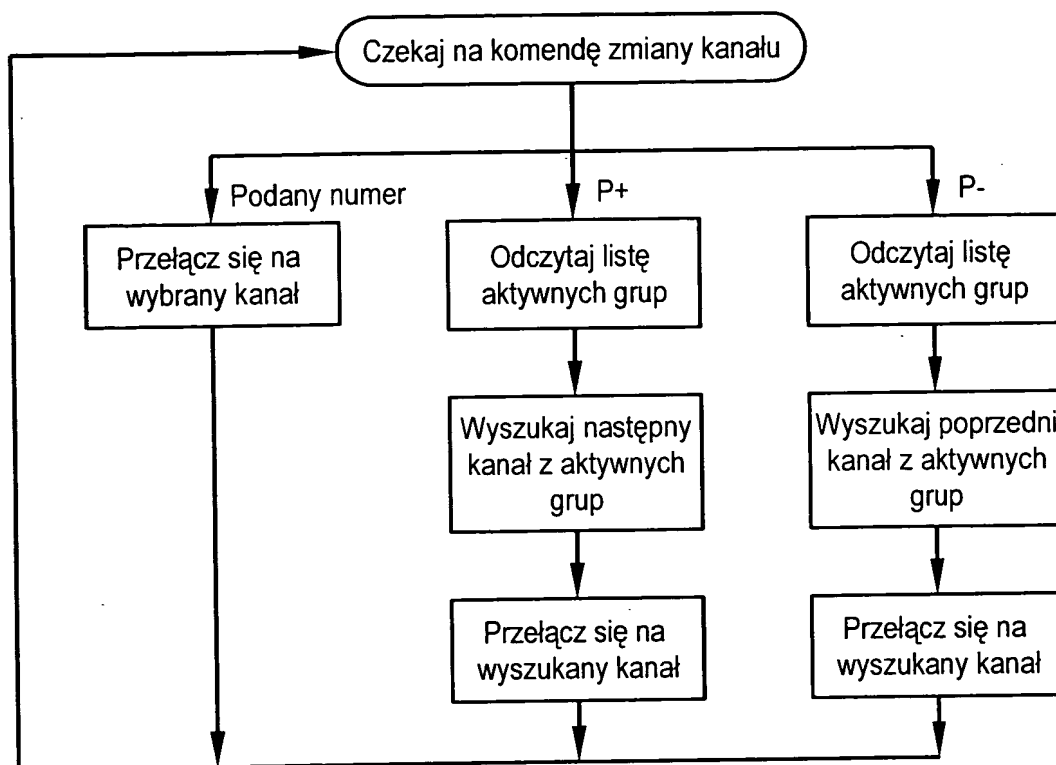 Czekaj na komendę zmiany kanału
Podany numer
P+
P-
Przełącz się na
wybrany kanał
Odczytaj listę
aktywnych grup
Odczytaj listę
aktywnych grup
Wyszukaj następny
kanał z aktywnych
grup
Wyszukaj poprzedni
kanał z aktywnych
grup
Przełącz się na
wyszukany kanał
Przełącz się na
wyszukany kanał